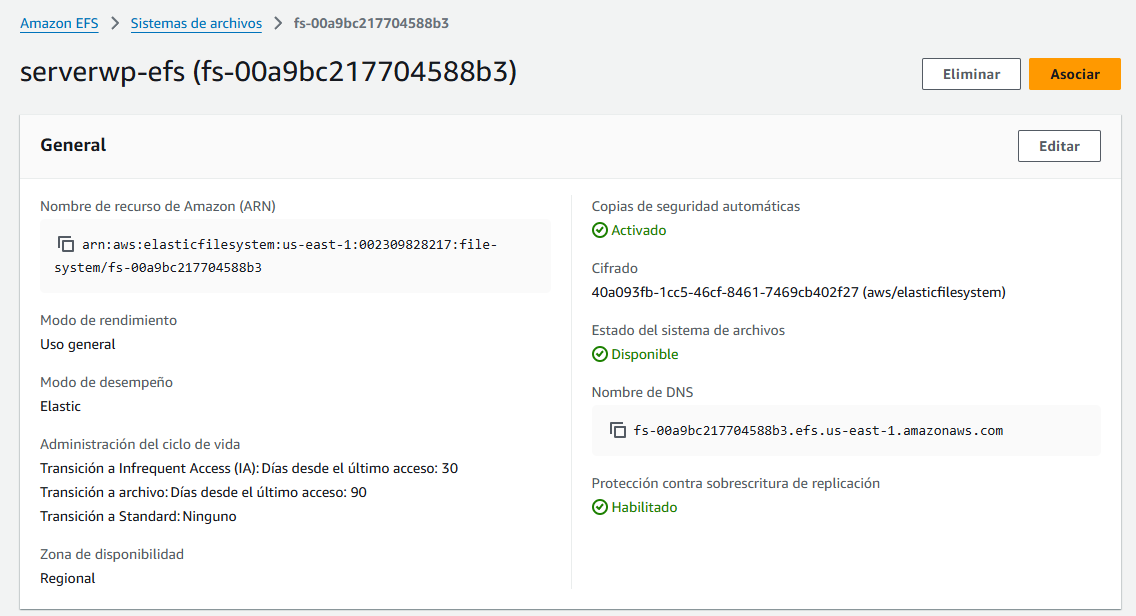 Amazon EFS > Sistemas de archivos > fs-00a9bc217704588b3
serverwp-efs (fs-00a9bc217704588b3)
Eliminar
Asociar
General
Editar
Nombre de recurso de Amazon (ARN)
arn:aws:elasticfilesystem:us-east-1:002309828217:file-
system/fs-00a9bc217704588b3
Modo de rendimiento
Uso general
Modo de desempeño
Elastic
Administración del ciclo de vida
Transición a Infrequent Access (IA): Días desde el último acceso: 30
Transición a archivo: Días desde el último acceso: 90
Transición a Standard: Ninguno
Zona de disponibilidad
Regional
Copias de seguridad automáticas
Activado
Cifrado
40a093fb-1cc5-46cf-8461-7469cb402f27 (aws/elasticfilesystem)
Estado del sistema de archivos
Disponible
Nombre de DNS
fs-00a9bc217704588b3.efs.us-east-1.amazonaws.com
Protección contra sobrescritura de replicación
Habilitado